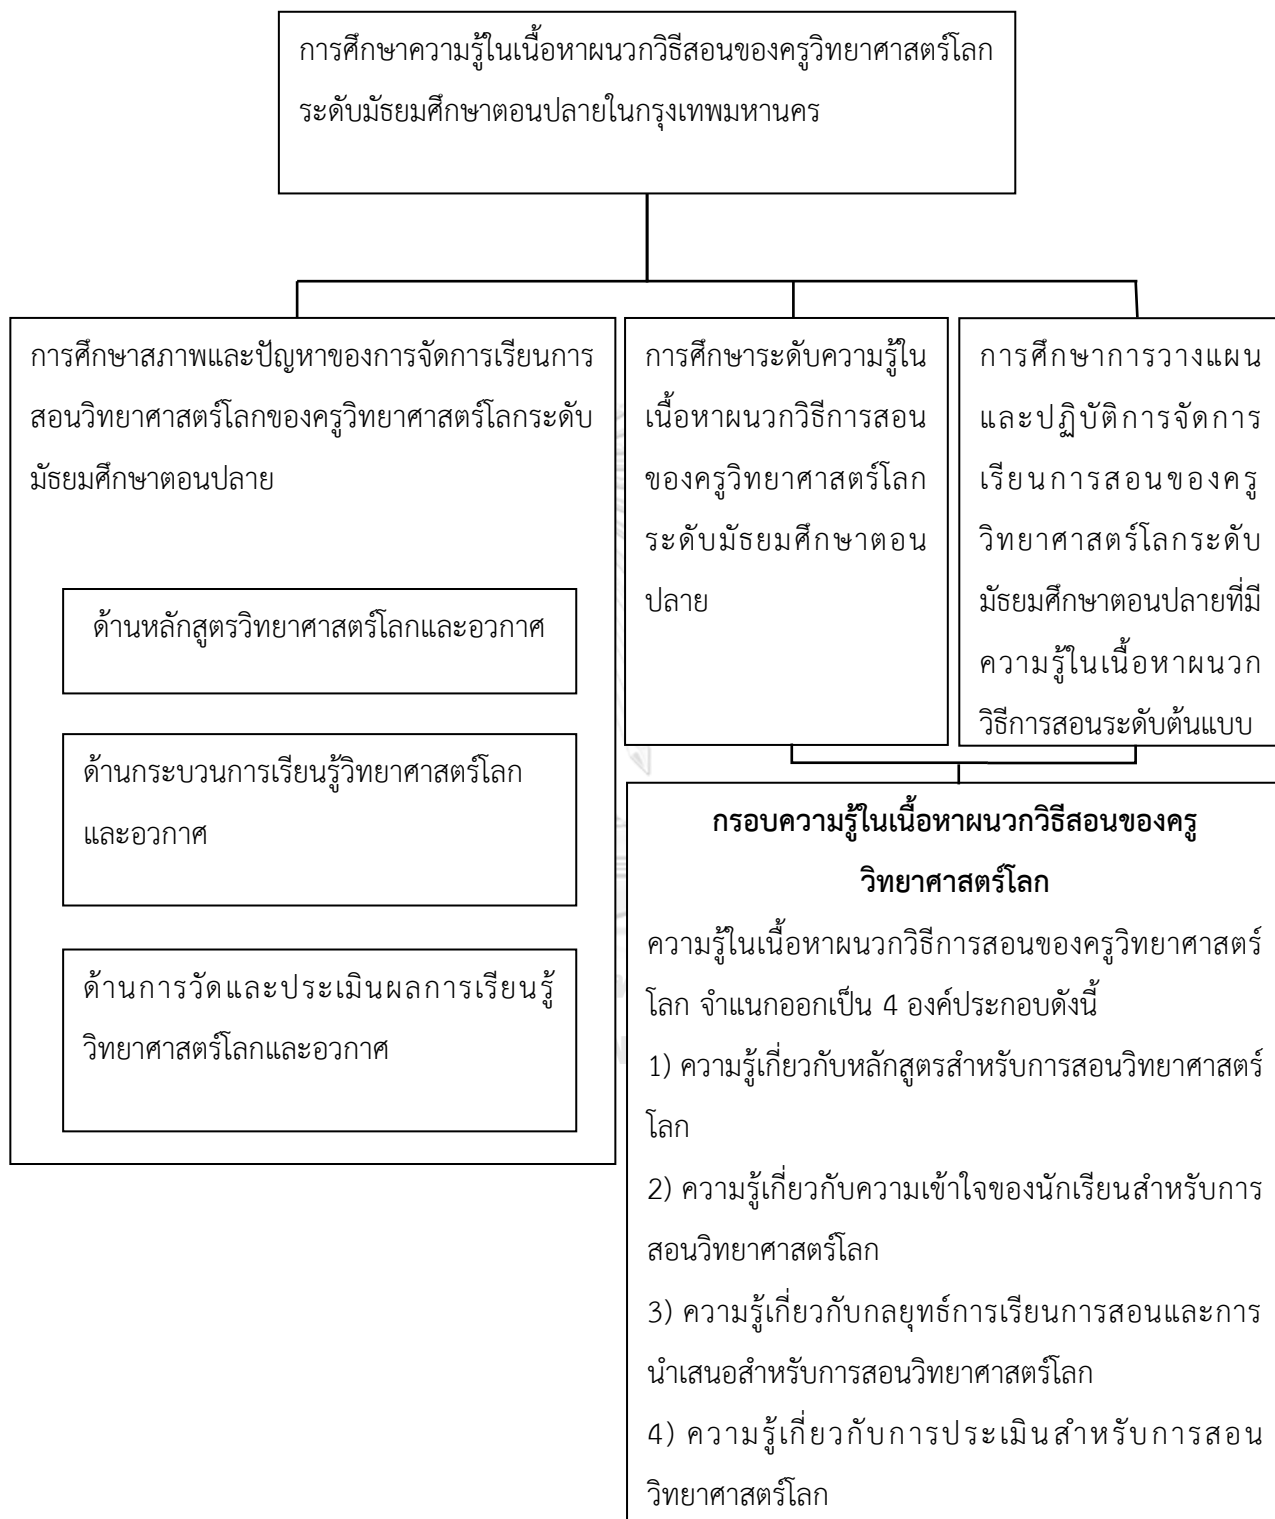 การศึกษาความรู้ในเนื้อหาผนวกวิธีสอนของครูวิทยาศาสตร์โลก
ระดับมัธยมศึกษาตอนปลายในกรุงเทพมหานคร
การศึกษาสภาพและปัญหาของการจัดการเรียนการ
สอนวิทยาศาสตร์โลกของครูวิทยาศาสตร์โลกระดับ
มัธยมศึกษาตอนปลาย
ด้านหลักสูตรวิทยาศาสตร์โลกและอวกาศ
ด้านกระบวนการเรียนรู้วิทยาศาสตร์โลก
และอวกาศ
ด้านการวัดและประเมินผลการเรียนรู้
วิทยาศาสตร์โลกและอวกาศ
การศึกษาระดับความรู้ใน
เนื้อหาผนวกวิธีการสอน
ของครูวิทยาศาสตร์โลก
ระดับมัธยมศึกษาตอน
ปลาย
การศึกษาการวางแผน
และปฏิบัติการจัดการ
เรียนการสอนของครู
วิทยาศาสตร์โลกระดับ
มัธยมศึกษาตอนปลายที่มี
ความรู้ในเนื้อหาผนวก
วิธีการสอนระดับต้นแบบ
กรอบความรู้ในเนื้อหาผนวกวิธีสอนของครู
วิทยาศาสตร์โลก
ความรู้ในเนื้อหาผนวกวิธีการสอนของครูวิทยาศาสตร์
โลก จำแนกออกเป็น 4 องค์ประกอบดังนี้
1) ความรู้เกี่ยวกับหลักสูตรสำหรับการสอนวิทยาศาสตร์
โลก
2) ความรู้เกี่ยวกับความเข้าใจของนักเรียนสำหรับการ
สอนวิทยาศาสตร์โลก
3) ความรู้เกี่ยวกับกลยุทธ์การเรียนการสอนและการ
นำเสนอสำหรับการสอนวิทยาศาสตร์โลก
4) ความรู้เกี่ยวกับการประเมินสำหรับการสอน
วิทยาศาสตร์โลก